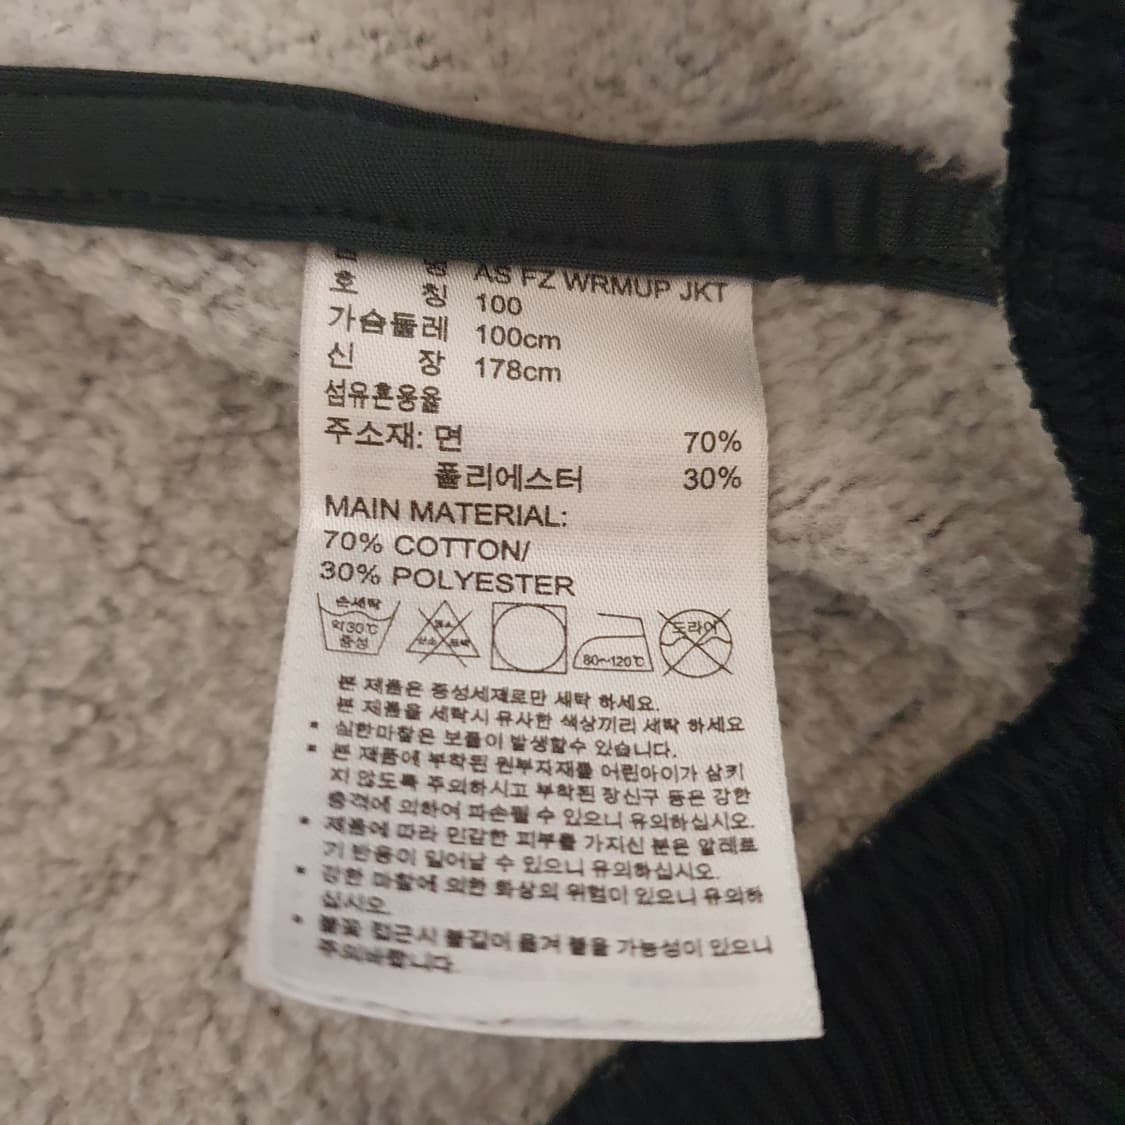 명 AS FZ WRMUP JKT
호 칭 100
가슴둘레 100cm
신 장 178cm
섬유혼용율
주소재: 면 70%
폴리에스터 30%
MAIN MATERIAL:
70% COTTON/
30% POLYESTER
손세탁
약30℃
중성
염소
산소 표백
80~120℃
드라이
본 제품은 중성세제로만 세탁 하세요.
본 제품을 세탁시 유사한 색상끼리 세탁 하세요
* 심한마찰은 보풀이 발생할수 있습니다.
* 본 제품에 부착된 원부자재를 어린아이가 삼키
지 않도록 주의하시고 부착된 장신구 등은 강한
충격에 의하여 파손될 수 있으니 유의하십시오.
* 제품에 따라 민감한 피부를 가지신 분은 알레르
기 반응이 일어날 수 있으니 유의하십시오.
* 강한 마찰에 의한 화상의 위험이 있으니 유의하
십시오.
* 불꽃 접근시 불길이 옮겨 붙을 가능성이 있으니
주의바랍니다.